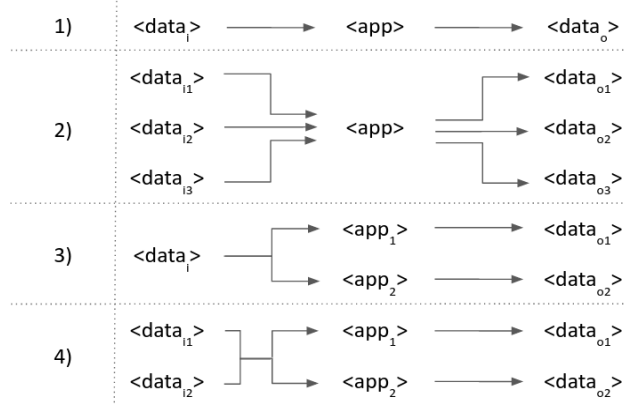 1) <data_i> <app> <data_o>
<data_i1> <data_o1>
2) <data_i2> <app> <data_o2>
<data_i3> <data_o3>
<app_1> <data_o1>
3) <data_i>
<app_2> <data_o2>
<data_i1> <app_1> <data_o1>
4)
<data_i2> <app_2> <data_o2>